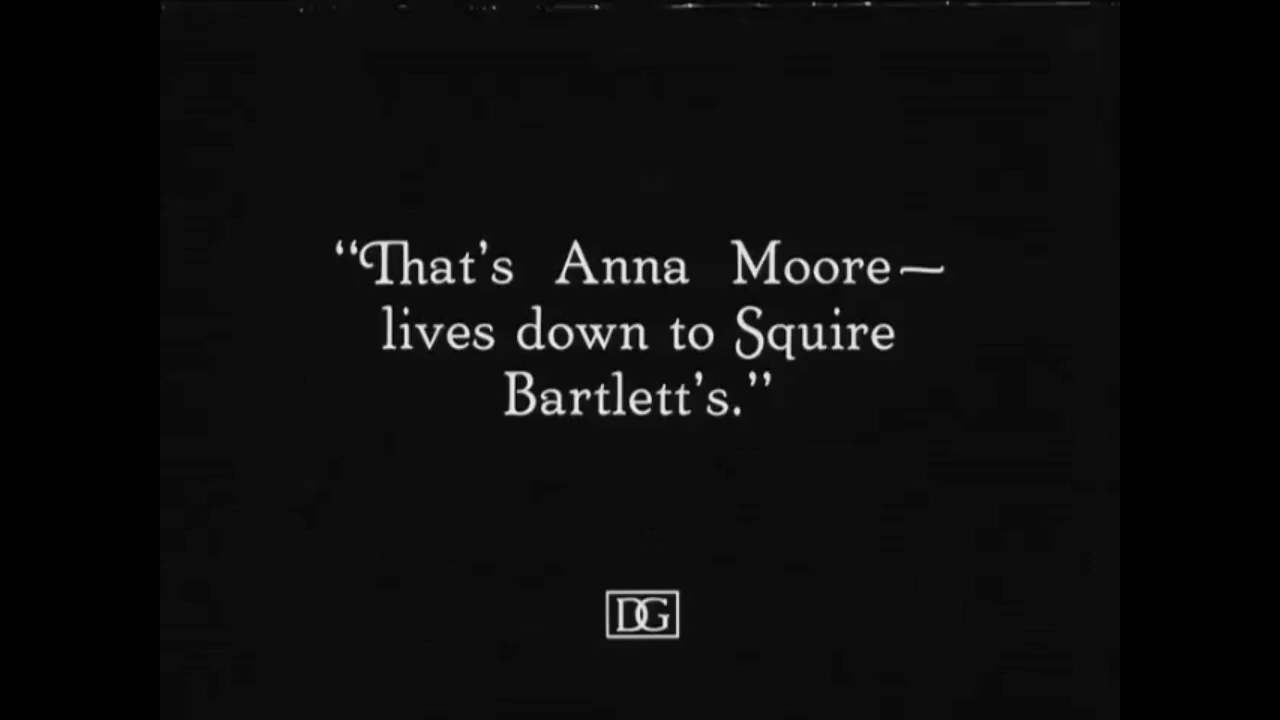 “That’s Anna Moore—
lives down to Squire
Bartlett’s.”
DG